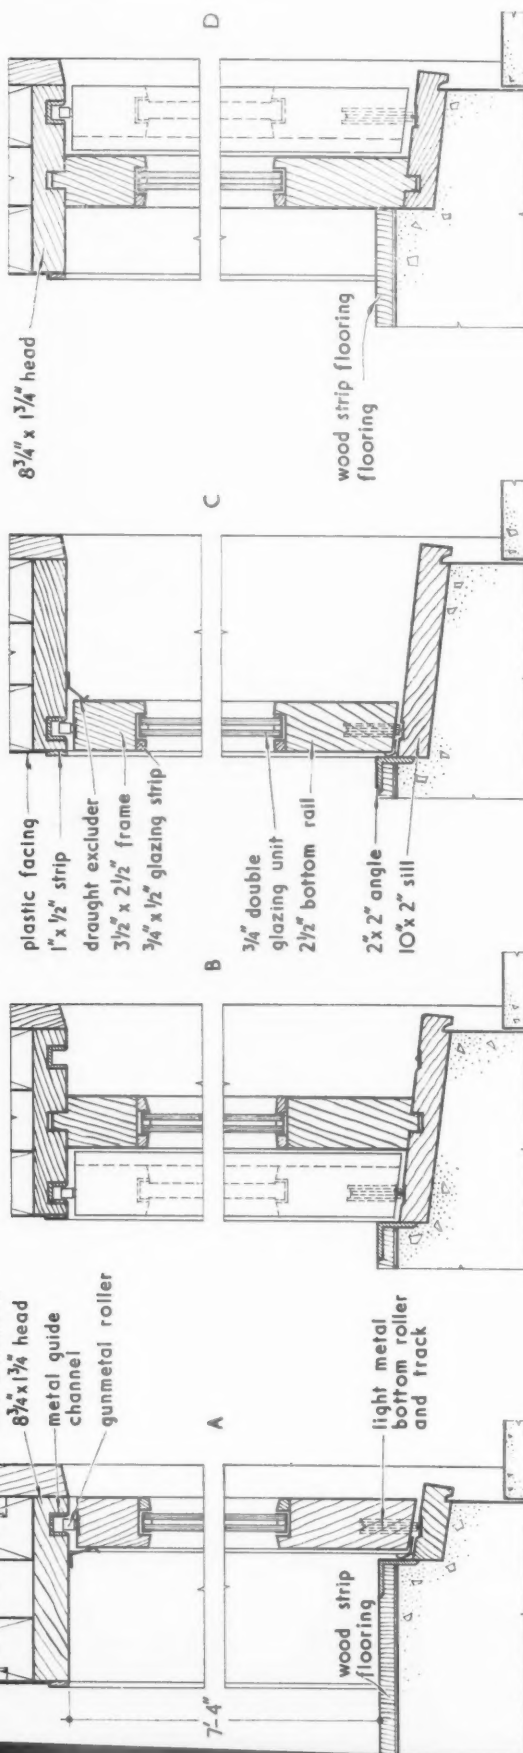 8¾" x 1¾" head
metal guide
channel
gunmetal roller
A
7'-4"
wood strip
flooring
light metal
bottom roller
and track
B
plastic facing
1" x ½" strip
draught excluder
3½" x 2½" frame
¾" x ½" glazing strip
¾" double
glazing unit
2½" bottom rail
2" x 2" angle
10" x 2" sill
C
8¾" x 1¾" head
wood strip flooring
flooring
D